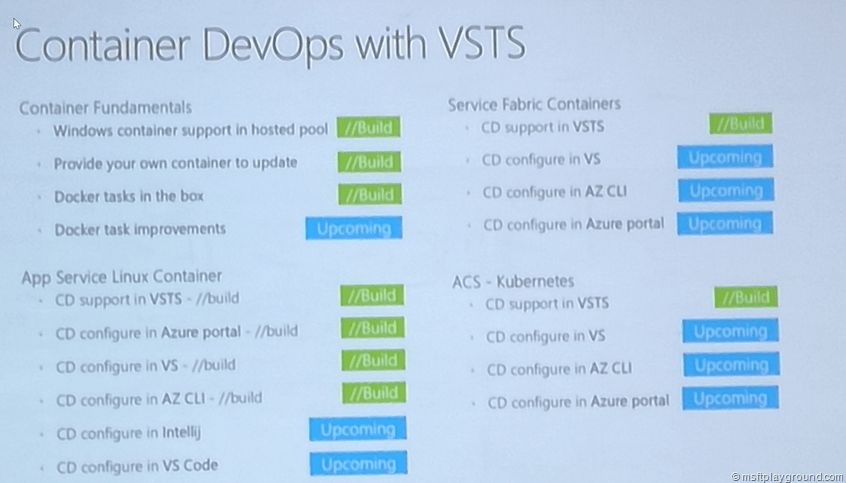 Container DevOps with VSTS
Container Fundamentals
· Windows container support in hosted pool //Build
· Provide your own container to update //Build
· Docker tasks in the box //Build
· Docker task improvements Upcoming
App Service Linux Container
· CD support in VSTS - //build //Build
· CD configure in Azure portal - //build //Build
· CD configure in VS - //build //Build
· CD configure in AZ CLI - //build //Build
· CD configure in Intellij Upcoming
· CD configure in VS Code Upcoming
Service Fabric Containers
· CD support in VSTS //Build
· CD configure in VS Upcoming
· CD configure in AZ CLI Upcoming
· CD configure in Azure portal Upcoming
ACS - Kubernetes
· CD support in VSTS //Build
· CD configure in VS Upcoming
· CD configure in AZ CLI Upcoming
· CD configure in Azure portal Upcoming
© msftplayground.com